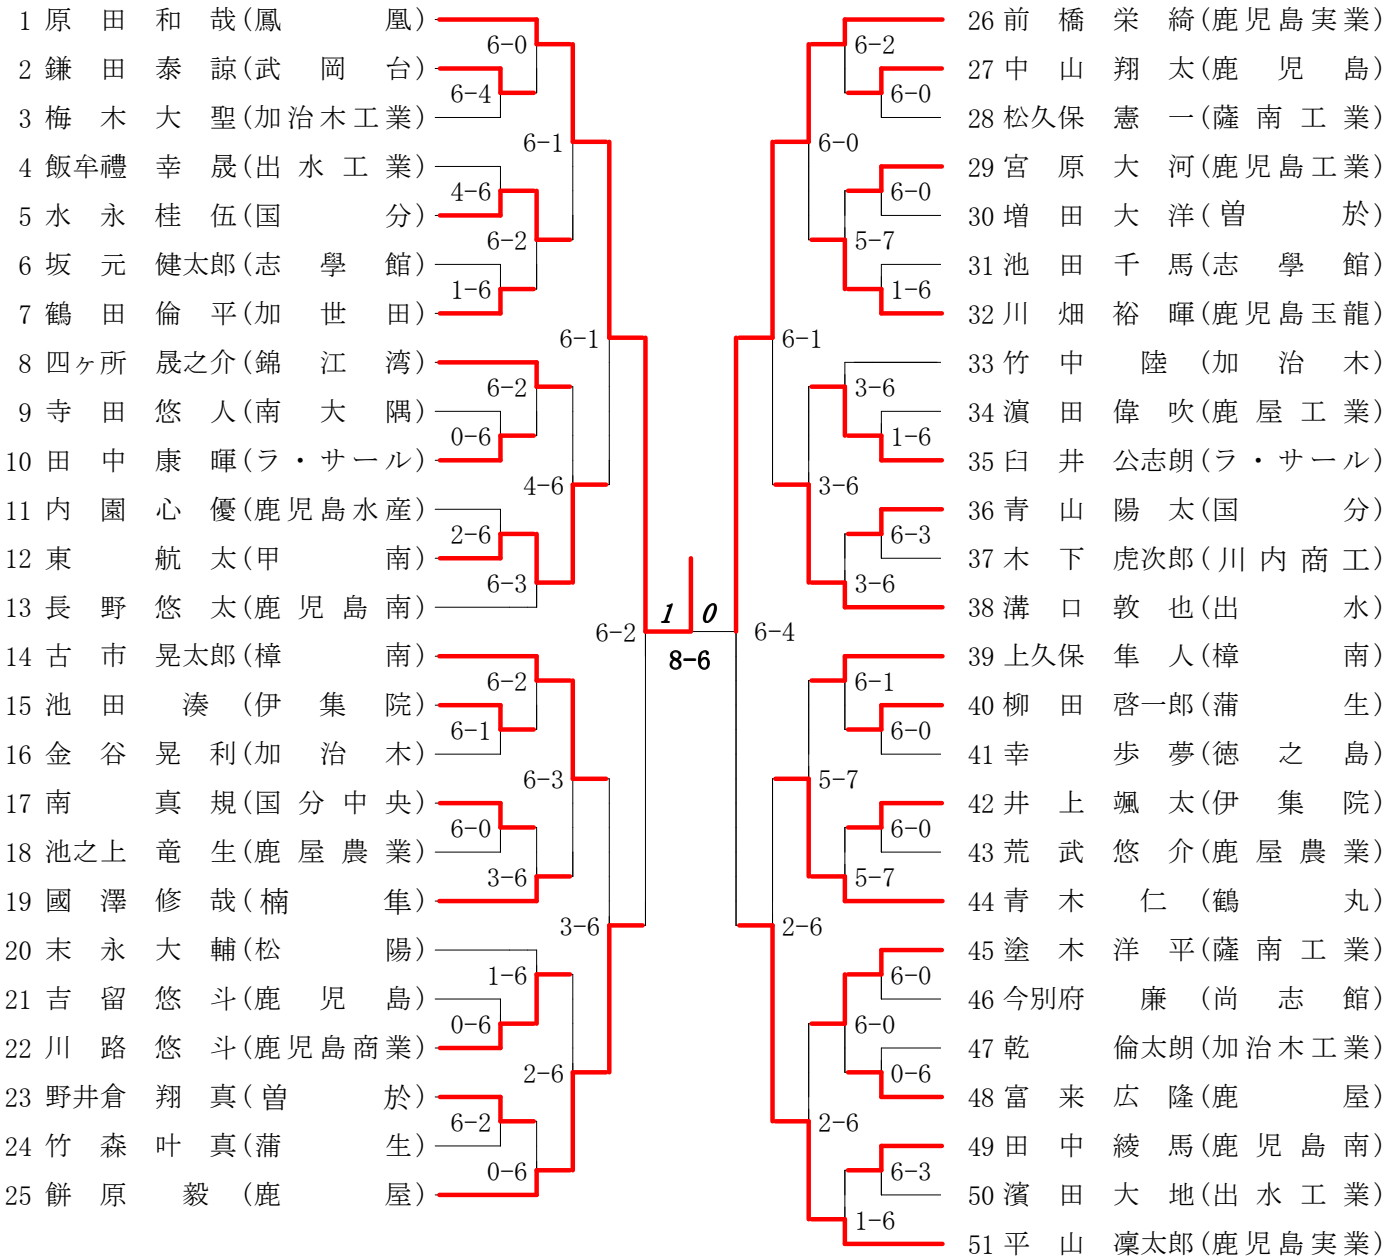 1 原田和哉(鳳凰)
2 鎌田泰諒(武岡台)
3 梅木大聖(加治木工業)
4 飯牟禮幸晟(出水工業)
5 水永桂伍(国分)
6 坂元健太郎(志學館)
7 鶴田倫平(加世田)
8 四ヶ所晟之介(錦江湾)
9 寺田悠人(南大隅)
10 田中康暉(ラ・サール)
11 内園心優(鹿児島水産)
12 東航太(甲南)
13 長野悠太(鹿児島南)
14 古市晃太郎(樟南)
15 池田湊(伊集院)
16 金谷晃利(加治木)
17 南真規(国分中央)
18 池之上竜生(鹿屋農業)
19 國澤修哉(楠隼)
20 末永大輔(松陽)
21 吉留悠斗(鹿児島)
22 川路悠斗(鹿児島商業)
23 野井倉翔真(曽於)
24 竹森叶真(蒲生)
25 餅原毅(鹿屋)
6-0
6-4
6-1
4-6
6-2
1-6
6-1
6-2
0-6
4-6
2-6
6-3
6-2
6-2
6-1
6-3
6-0
3-6
3-6
1-6
0-6
2-6
6-2
0-6
1 0
8-6
6-2
6-0
6-0
6-0
5-7
1-6
6-1
3-6
1-6
3-6
6-3
3-6
6-4
6-1
6-0
5-7
6-0
5-7
2-6
6-0
6-0
0-6
2-6
6-3
1-6
26 前橋栄綺(鹿児島実業)
27 中山翔太(鹿児島)
28 松久保憲一(薩南工業)
29 宮原大河(鹿児島工業)
30 増田大洋(曽於)
31 池田千馬(志學館)
32 川畑裕暉(鹿児島玉龍)
33 竹中陸(加治木)
34 濵田偉吹(鹿屋工業)
35 臼井公志朗(ラ・サール)
36 青山陽太(国分)
37 木下虎次郎(川内商工)
38 溝口敦也(出水)
39 上久保隼人(樟南)
40 柳田啓一郎(蒲生)
41 幸歩夢(徳之島)
42 井上颯太(伊集院)
43 荒武悠介(鹿屋農業)
44 青木仁(鶴丸)
45 塗木洋平(薩南工業)
46 今別府廉(尚志館)
47 乾倫太朗(加治木工業)
48 富来広隆(鹿屋)
49 田中綾馬(鹿児島南)
50 濱田大地(出水工業)
51 平山凜太郎(鹿児島実業)